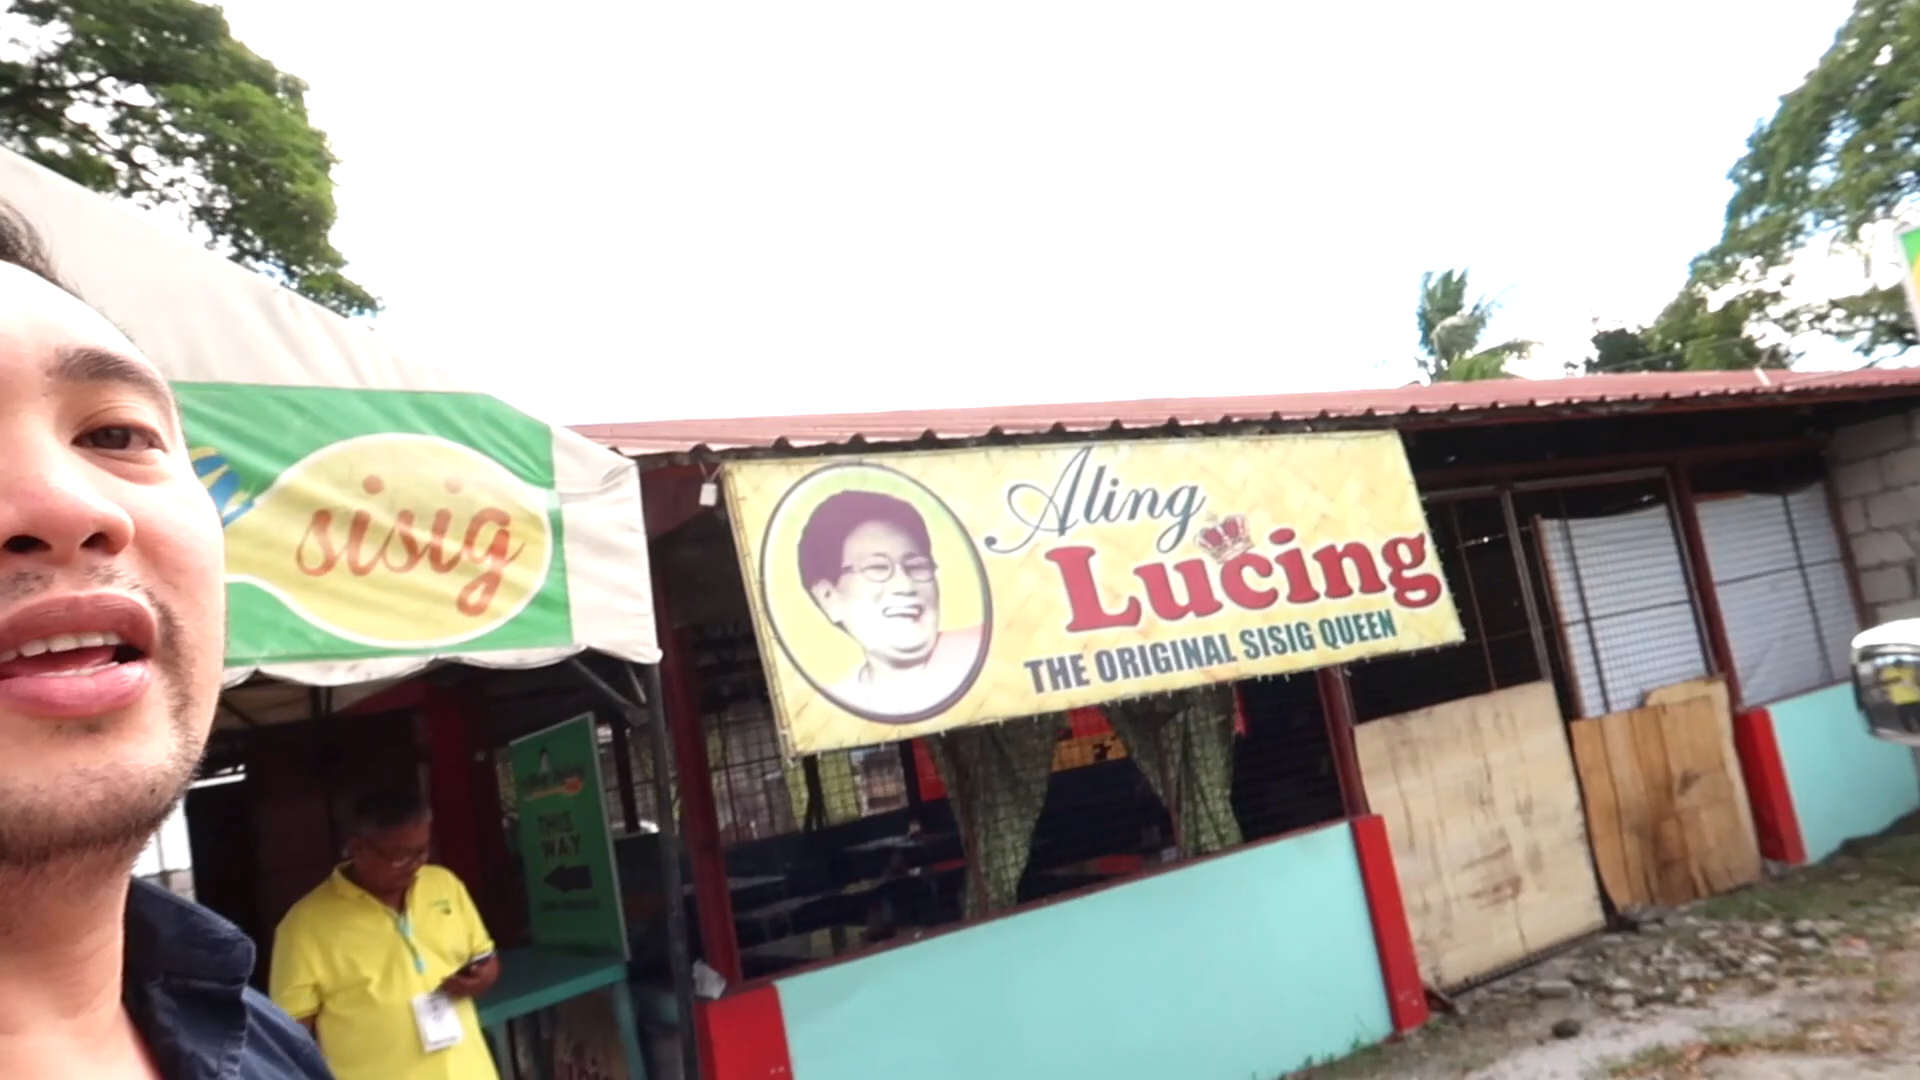 sisig
Aling
Lucing
THE ORIGINAL SISIG QUEEN
THIS
WAY